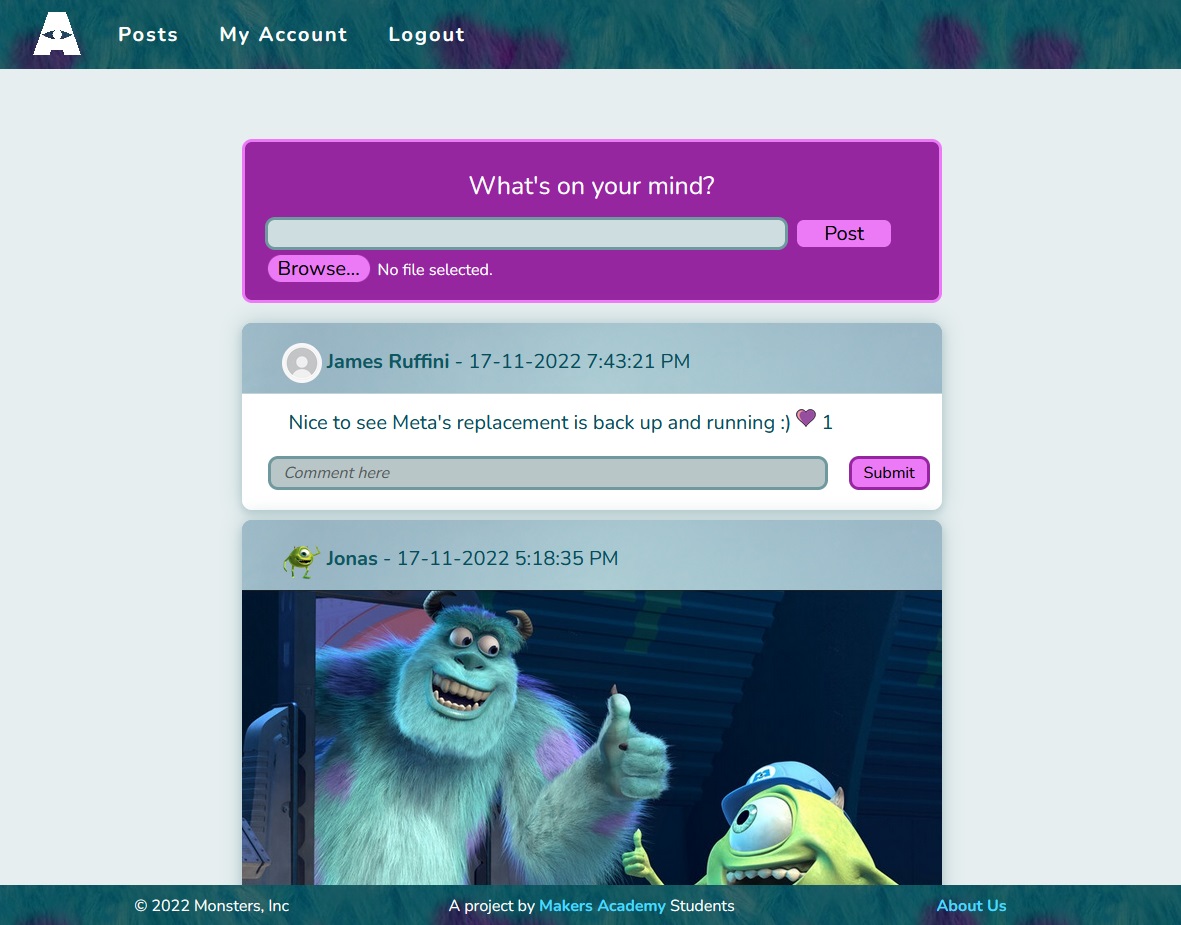 Posts My Account Logout
What's on your mind?
Post
Browse... No file selected.
James Ruffini - 17-11-2022 7:43:21 PM
Nice to see Meta's replacement is back up and running :) 1
Comment here Submit
Jonas - 17-11-2022 5:18:35 PM
© 2022 Monsters, Inc A project by Makers Academy Students About Us